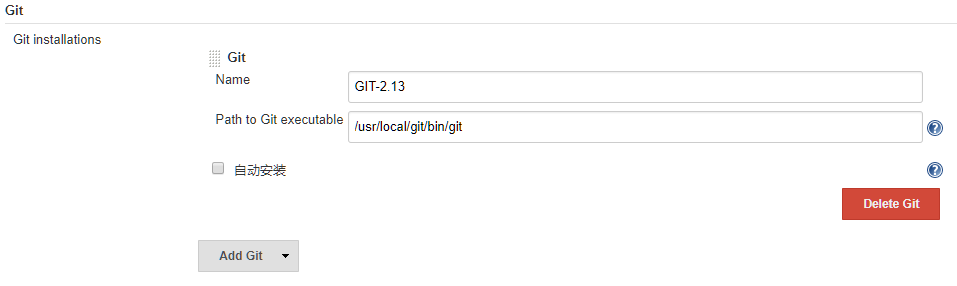 Git
Git installations
Git
Name
GIT-2.13
Path to Git executable
/usr/local/git/bin/git
?
自动安装
?
Delete Git
Add Git